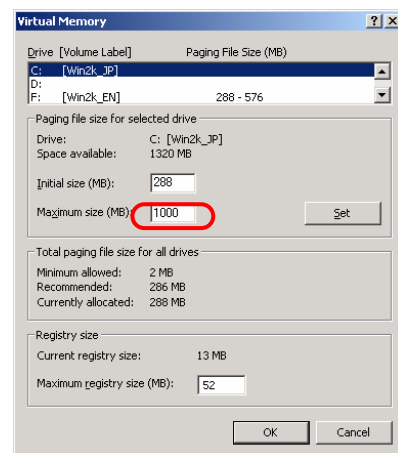 Virtual Memory
Drive [Volume Label] Paging File Size (MB)
C: [Win2k_JP]
D:
F: [Win2k_EN] 288 - 576
Paging file size for selected drive
Drive: C: [Win2k_JP]
Space available: 1320 MB
Initial size (MB): 288
Maximum size (MB): 1000 Set
Total paging file size for all drives
Minimum allowed: 2 MB
Recommended: 286 MB
Currently allocated: 288 MB
Registry size
Current registry size: 13 MB
Maximum registry size (MB): 52
OK Cancel